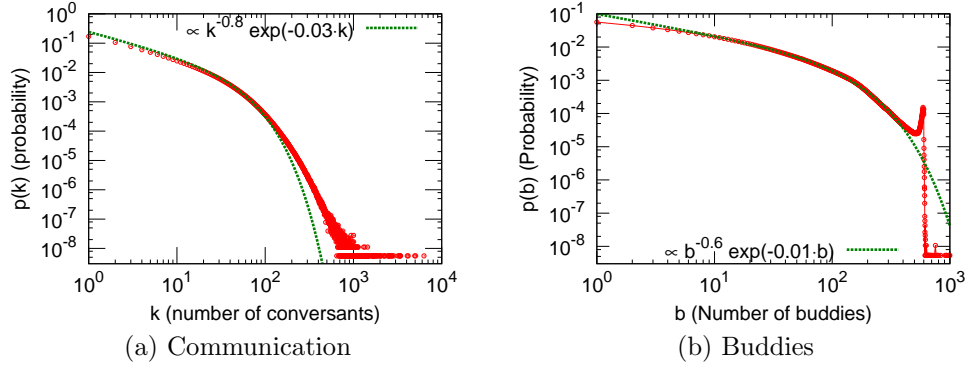 10^0
10^-1
10^-2
10^-3
10^-4
10^-5
10^-6
10^-7
10^-8
p(k) (probability)
∝ k^-0.8 exp(-0.03·k)
10^0 10^1 10^2 10^3 10^4
k (number of conversants)
(a) Communication
10^-1
10^-2
10^-3
10^-4
10^-5
10^-6
10^-7
10^-8
p(b) (Probability)
∝ b^-0.6 exp(-0.01·b)
10^0 10^1 10^2 10^3
b (Number of buddies)
(b) Buddies